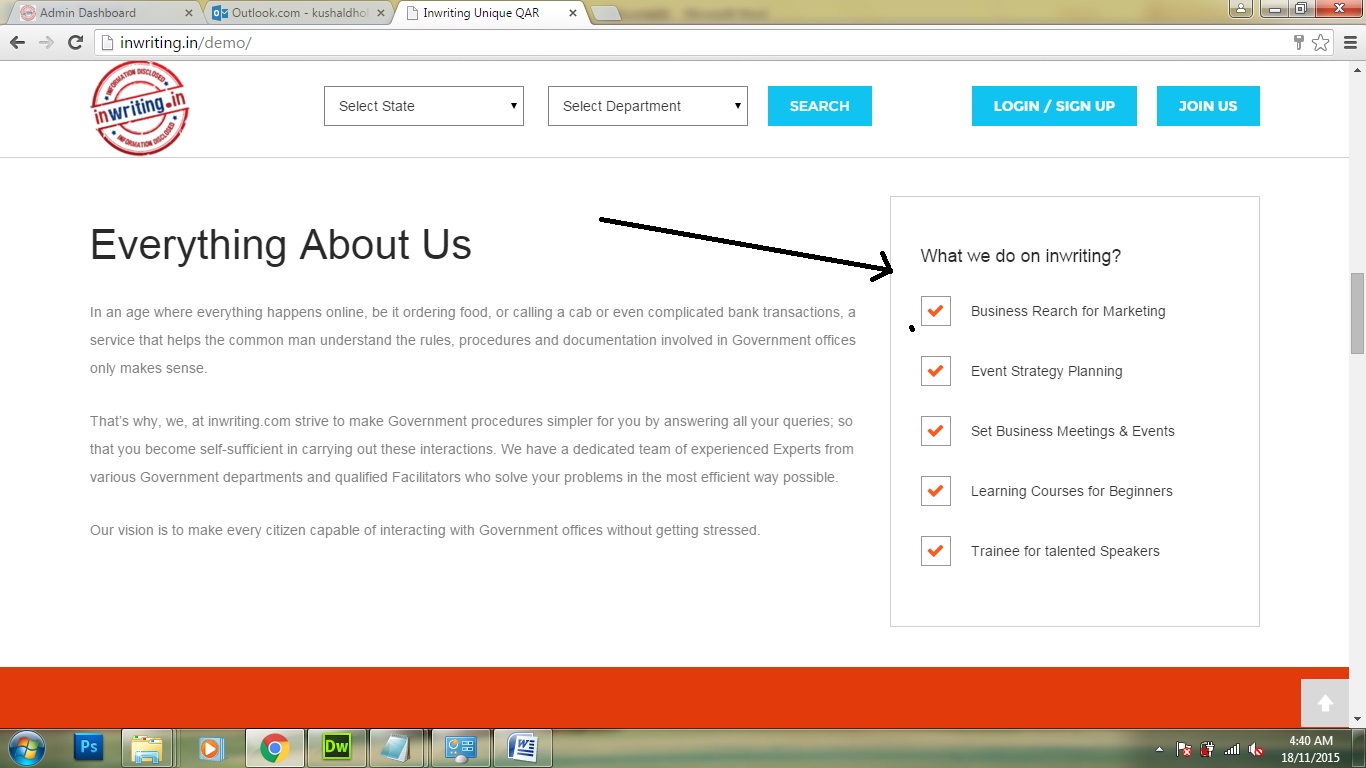 Admin Dashboard
Outlook.com - kushaldhol
Inwriting Unique QAR
inwriting.in/demo/
INFORMATION DISCLOSED
inwriting.in
INFORMATION DISCLOSED
Select State
Select Department
SEARCH
LOGIN / SIGN UP
JOIN US
Everything About Us
In an age where everything happens online, be it ordering food, or calling a cab or even complicated bank transactions, a
service that helps the common man understand the rules, procedures and documentation involved in Government offices
only makes sense.
That's why, we, at inwriting.com strive to make Government procedures simpler for you by answering all your queries; so
that you become self-sufficient in carrying out these interactions. We have a dedicated team of experienced Experts from
various Government departments and qualified Facilitators who solve your problems in the most efficient way possible.
Our vision is to make every citizen capable of interacting with Government offices without getting stressed.
What we do on inwriting?
Business Rearch for Marketing
Event Strategy Planning
Set Business Meetings & Events
Learning Courses for Beginners
Trainee for talented Speakers
Ps
Dw
W
4:40 AM
18/11/2015